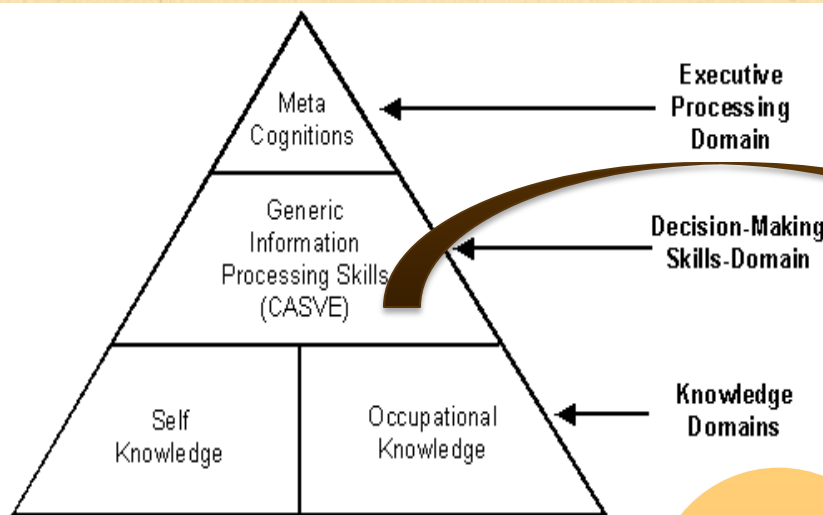 Meta
Cognitions
Executive
Processing
Domain
Generic
Information
Processing Skills
(CASVE)
Decision-Making
Skills-Domain
Self
Knowledge
Occupational
Knowledge
Knowledge
Domains